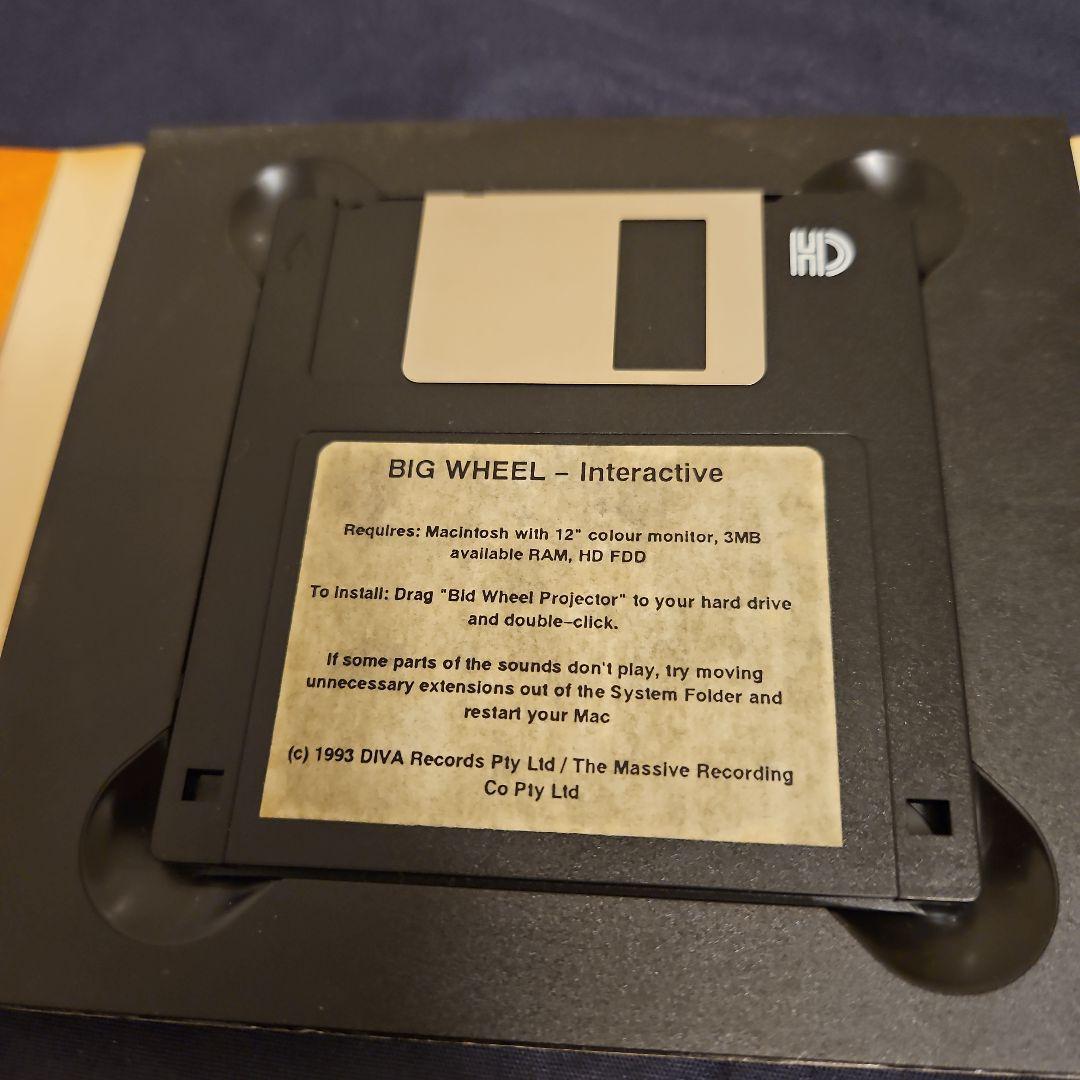 HD
BIG WHEEL - Interactive
Requires: Macintosh with 12" colour monitor, 3MB
available RAM, HD FDD
To install: Drag "Bid Wheel Projector" to your hard drive
and double-click.
If some parts of the sounds don't play, try moving
unnecessary extensions out of the System Folder and
restart your Mac
(c) 1993 DIVA Records Pty Ltd / The Massive Recording
Co Pty Ltd